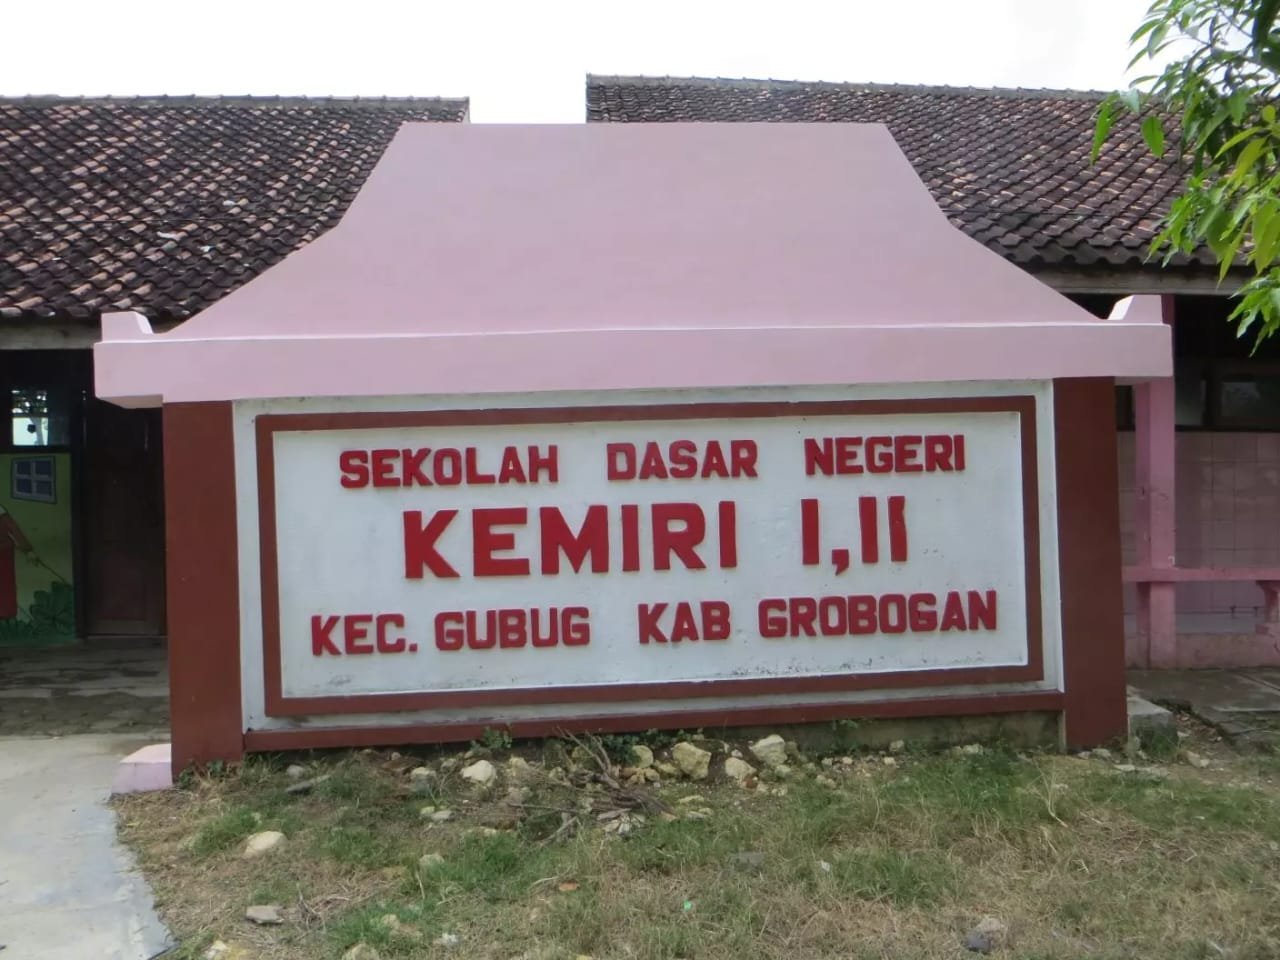 SEKOLAH DASAR NEGERI
KEMIRI I,II
KEC. GUBUG KAB GROBOGAN